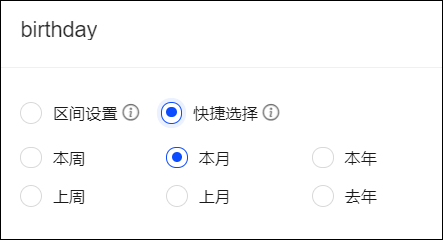 birthday
区间设置 快捷选择
本周 本月 本年
上周 上月 去年